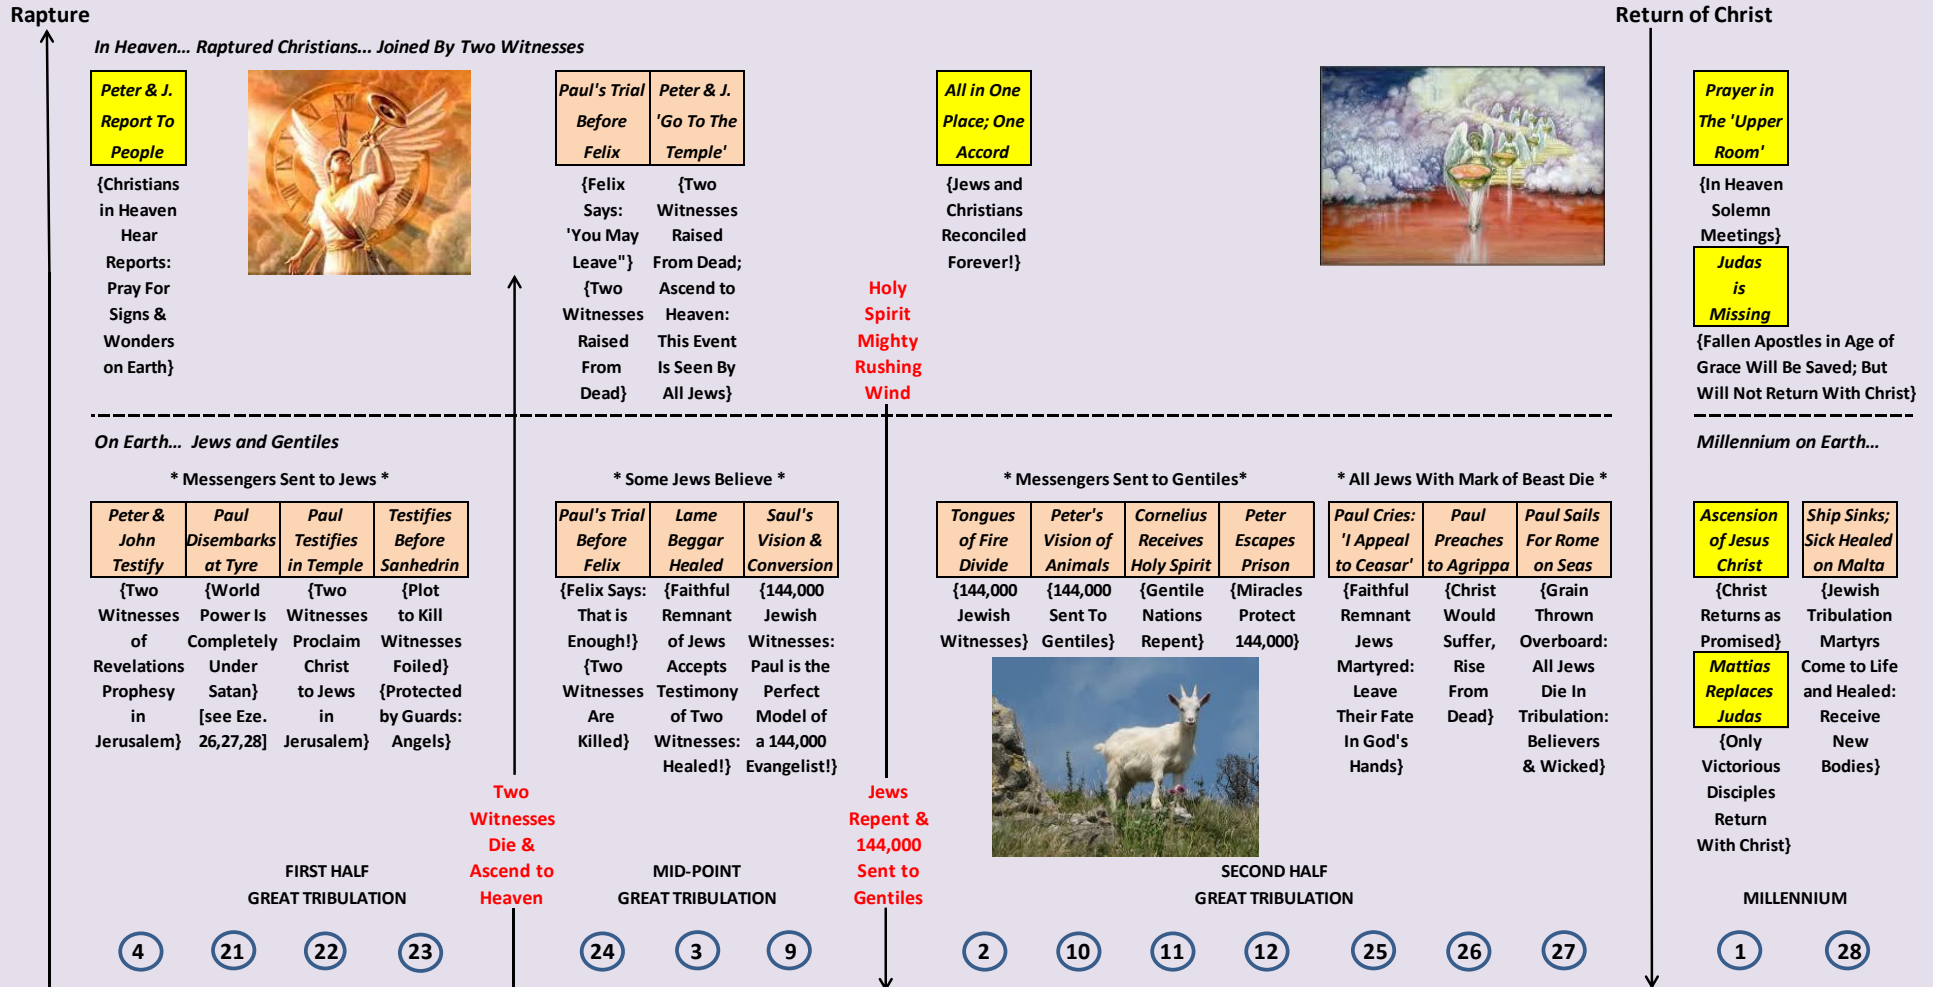 Rapture
Return of Christ
In Heaven... Raptured Christians... Joined By Two Witnesses
Peter & J.
Report To
People
{Christians
in Heaven
Hear
Reports:
Pray For
Signs &
Wonders
on Earth}
Paul's Trial
Before
Felix
{Felix
Says:
'You May
Leave"}
{Two
Witnesses
Raised
From
Dead}
Peter & J.
'Go To The
Temple'
{Two
Witnesses
Raised
From Dead;
Ascend to
Heaven:
This Event
Is Seen By
All Jews}
Holy
Spirit
Mighty
Rushing
Wind
All in One
Place; One
Accord
{Jews and
Christians
Reconciled
Forever!}
Prayer in
The 'Upper
Room'
{In Heaven
Solemn
Meetings}
Judas
is
Missing
{Fallen Apostles in Age of
Grace Will Be Saved; But
Will Not Return With Christ}
On Earth... Jews and Gentiles
Millennium on Earth...
* Messengers Sent to Jews *
* Some Jews Believe *
* Messengers Sent to Gentiles*
* All Jews With Mark of Beast Die *
Peter &
John
Testify
{Two
Witnesses
of
Revelations
Prophesy
in
Jerusalem}
Paul
Disembarks
at Tyre
{World
Power Is
Completely
Under
Satan}
[see Eze.
26,27,28]
Paul
Testifies
in Temple
{Two
Witnesses
Proclaim
Christ
to Jews
in
Jerusalem}
Testifies
Before
Sanhedrin
{Plot
to Kill
Witnesses
Foiled}
{Protected
by Guards:
Angels}
Two
Witnesses
Die &
Ascend to
Heaven
Paul's Trial
Before
Felix
{Felix Says:
That is
Enough!}
{Two
Witnesses
Are
Killed}
Lame
Beggar
Healed
{Faithful
Remnant
of Jews
Accepts
Testimony
of Two
Witnesses:
Healed!}
Saul's
Vision &
Conversion
{144,000
Jewish
Witnesses:
Paul is the
Perfect
Model of
a 144,000
Evangelist!}
Jews
Repent &
144,000
Sent to
Gentiles
Tongues
of Fire
Divide
{144,000
Jewish
Witnesses}
Peter's
Vision of
Animals
{144,000
Sent To
Gentiles}
Cornelius
Receives
Holy Spirit
{Gentile
Nations
Repent}
Peter
Escapes
Prison
{Miracles
Protect
144,000}
Paul Cries:
'I Appeal
to Ceasar'
{Faithful
Remnant
Jews
Martyred:
Leave
Their Fate
In God's
Hands}
Paul
Preaches
to Agrippa
{Christ
Would
Suffer,
Rise
From
Dead}
Paul Sails
For Rome
on Seas
{Grain
Thrown
Overboard:
All Jews
Die In
Tribulation:
Believers
& Wicked}
Ascension
of Jesus
Christ
{Christ
Returns as
Promised}
Mattias
Replaces
Judas
{Only
Victorious
Disciples
Return
With Christ}
Ship Sinks;
Sick Healed
on Malta
{Jewish
Tribulation
Martyrs
Come to Life
and Healed:
Receive
New
Bodies}
FIRST HALF
GREAT TRIBULATION
MID-POINT
GREAT TRIBULATION
SECOND HALF
GREAT TRIBULATION
MILLENNIUM
4 21 22 23 24 3 9 2 10 11 12 25 26 27 1 28